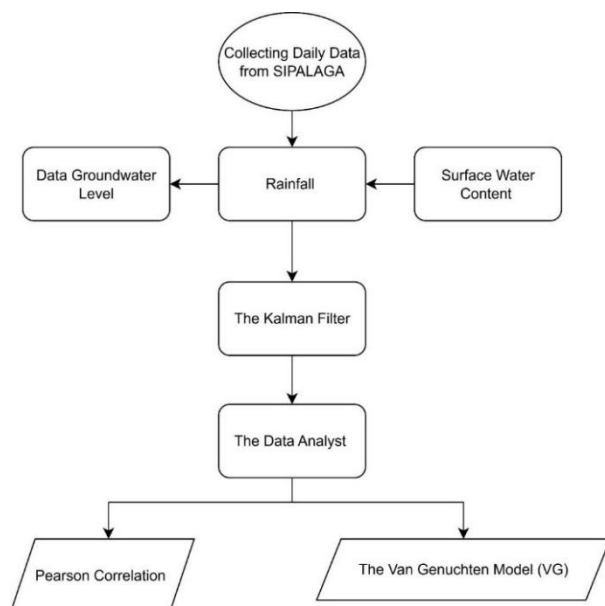 Collecting Daily Data
from SIPALAGA
Data Groundwater
Level
Rainfall
Surface Water
Content
The Kalman Filter
The Data Analyst
Pearson Correlation
The Van Genuchten Model (VG)